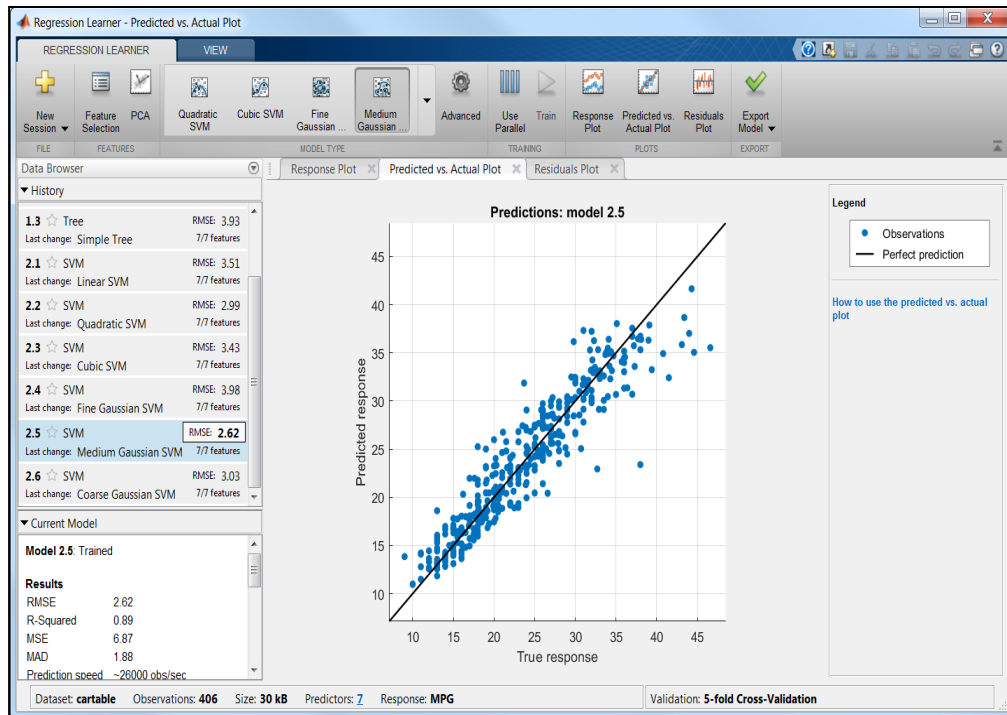 Regression Learner - Predicted vs. Actual Plot
REGRESSION LEARNER
VIEW
New Session
Feature Selection
PCA
Quadratic SVM
Cubic SVM
Fine Gaussian ...
Medium Gaussian ...
Advanced
Use Parallel
Train
Response Plot
Predicted vs. Actual Plot
Residuals Plot
Export Model
FILE
FEATURES
MODEL TYPE
TRAINING
PLOTS
EXPORT
Data Browser
History
1.3 Tree RMSE: 3.93
Last change: Simple Tree 7/7 features
2.1 SVM RMSE: 3.51
Last change: Linear SVM 7/7 features
2.2 SVM RMSE: 2.99
Last change: Quadratic SVM 7/7 features
2.3 SVM RMSE: 3.43
Last change: Cubic SVM 7/7 features
2.4 SVM RMSE: 3.98
Last change: Fine Gaussian SVM 7/7 features
2.5 SVM RMSE: 2.62
Last change: Medium Gaussian SVM 7/7 features
2.6 SVM RMSE: 3.03
Last change: Coarse Gaussian SVM 7/7 features
Current Model
Model 2.5: Trained
Results
RMSE 2.62
R-Squared 0.89
MSE 6.87
MAD 1.88
Prediction speed ~26000 obs/sec
Response Plot
Predicted vs. Actual Plot
Residuals Plot
Predictions: model 2.5
45
40
35
30
25
20
15
10
Predicted response
10 15 20 25 30 35 40 45
True response
Legend
Observations
Perfect prediction
How to use the predicted vs. actual
plot
Dataset: cartable Observations: 406 Size: 30 kB Predictors: 7 Response: MPG
Validation: 5-fold Cross-Validation